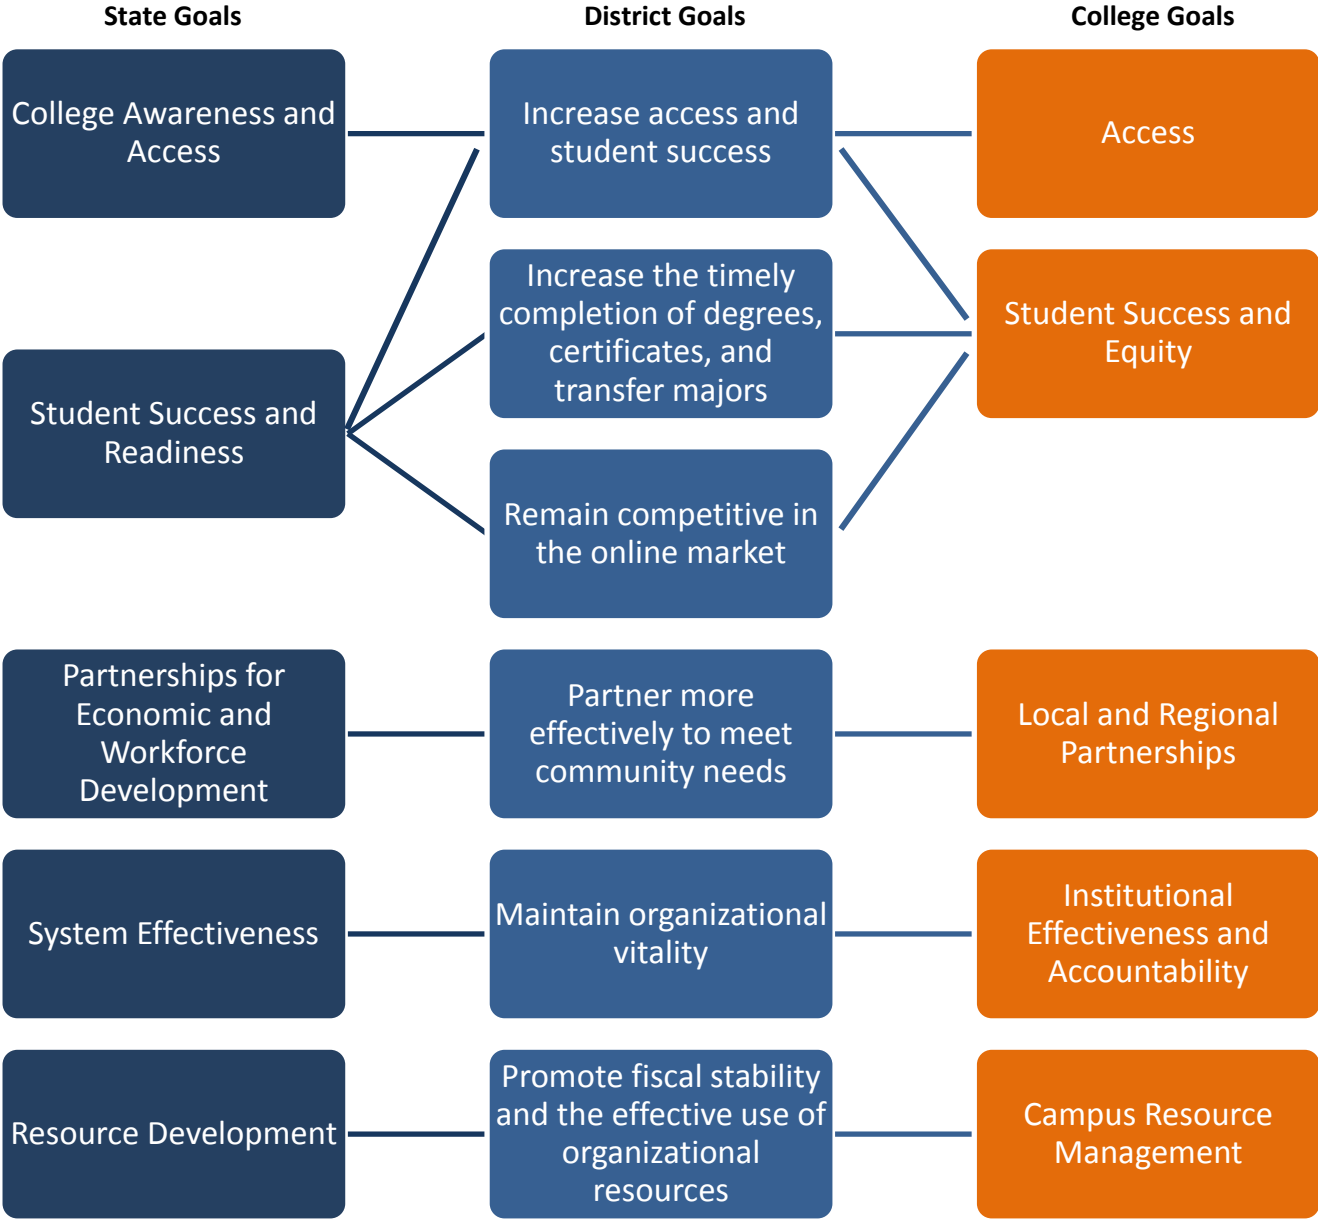 State Goals
District Goals
College Goals
College Awareness and
Access
Increase access and
student success
Access
Student Success and
Readiness
Increase the timely
completion of degrees,
certificates, and
transfer majors
Student Success and
Equity
Remain competitive in
the online market
Partnerships for
Economic and
Workforce
Development
Partner more
effectively to meet
community needs
Local and Regional
Partnerships
System Effectiveness
Maintain organizational
vitality
Institutional
Effectiveness and
Accountability
Resource Development
Promote fiscal stability
and the effective use of
organizational
resources
Campus Resource
Management